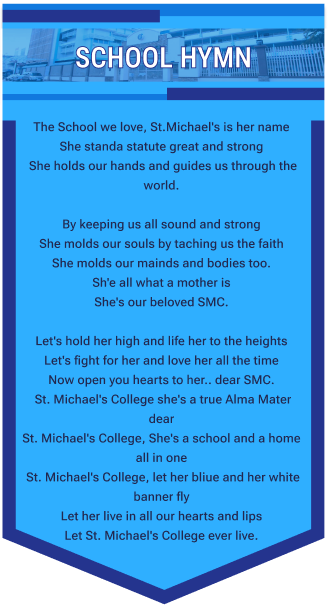 SCHOOL HYMN
The School we love, St.Michael's is her name
She standa statute great and strong
She holds our hands and guides us through the
world.
By keeping us all sound and strong
She molds our souls by taching us the faith
She molds our mainds and bodies too.
Sh'e all what a mother is
She's our beloved SMC.
Let's hold her high and life her to the heights
Let's fight for her and love her all the time
Now open you hearts to her.. dear SMC.
St. Michael's College she's a true Alma Mater
dear
St. Michael's College, She's a school and a home
all in one
St. Michael's College, let her bliue and her white
banner fly
Let her live in all our hearts and lips
Let St. Michael's College ever live.